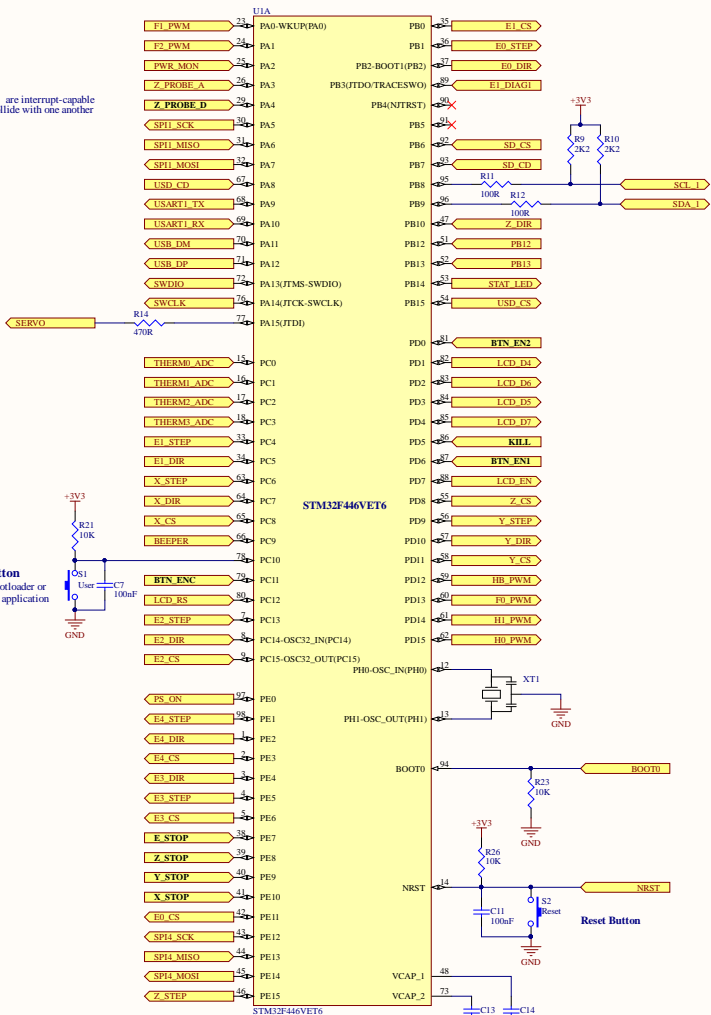 U1A
F1_PWM 23 PA0-WKUP(PA0) PB0 35 E1_CS
F2_PWM 24 PA1 PB1 36 E0_STEP
PWR_MON 25 PA2 PB2-BOOT1(PB2) 37 E0_DIR
Z_PROBE_A 26 PA3 PB3(JTDO/TRACESWO) 89 E1_DIAG1
are interrupt-capable
Z_PROBE_D 29 PA4 PB4(NJTRST) 90 +3V3
llide with one another
SPI1_SCK 30 PA5 PB5 91
SPI1_MISO 31 PA6 PB6 92 SD_CS R9 2K2 R10 2K2
SPI1_MOSI 32 PA7 PB7 93 SD_CD
USD_CD 67 PA8 PB8 95 R11 100R SCL_1
USART1_TX 68 PA9 PB9 96 R12 100R SDA_1
USART1_RX 69 PA10 PB10 47 Z_DIR
USB_DM 70 PA11 PB12 51 PB12
USB_DP 71 PA12 PB13 52 PB13
SWDIO 72 PA13(JTMS-SWDIO) PB14 53 STAT_LED
SWCLK 76 PA14(JTCK-SWCLK) PB15 54 USD_CS
SERVO R14 470R 77 PA15(JTDI)
PD0 81 BTN_EN2
THERM0_ADC 15 PC0 PD1 82 LCD_D4
THERM1_ADC 16 PC1 PD2 83 LCD_D6
THERM2_ADC 17 PC2 PD3 84 LCD_D5
THERM3_ADC 18 PC3 PD4 85 LCD_D7
E1_STEP 33 PC4 PD5 86 KILL
E1_DIR 34 PC5 PD6 87 BTN_EN1
X_STEP 63 PC6 PD7 88 LCD_EN
X_DIR 64 PC7 STM32F446VET6 PD8 55 Z_CS
+3V3
X_CS 65 PC8 PD9 56 Y_STEP
R21 10K
BEEPER 66 PC9 PD10 57 Y_DIR
78 PC10 PD11 58 Y_CS
tton
S1 User C7 100nF
otloader or
application
GND
BTN_ENC 79 PC11 PD12 59 HB_PWM
LCD_RS 80 PC12 PD13 60 F0_PWM
E2_STEP 7 PC13 PD14 61 H1_PWM
E2_DIR 8 PC14-OSC32_IN(PC14) PD15 62 H0_PWM
E2_CS 9 PC15-OSC32_OUT(PC15)
PH0-OSC_IN(PH0) 12 XT1
GND
PS_ON 97 PE0
E4_STEP 98 PE1 PH1-OSC_OUT(PH1) 13
E4_DIR 1 PE2
E4_CS 2 PE3 BOOT0 94 BOOT0
E3_DIR 3 PE4 R23 10K
E3_STEP 4 PE5
E3_CS 5 PE6 +3V3
E_STOP 38 PE7 GND
Z_STOP 39 PE8 R26 10K
Y_STOP 40 PE9 NRST 14 NRST
X_STOP 41 PE10
E0_CS 42 PE11 C11 100nF S2 Reset Reset Button
SPI4_SCK 43 PE12
SPI4_MISO 44 PE13 GND
SPI4_MOSI 45 PE14 VCAP_1 48
Z_STEP 46 PE15 VCAP_2 73
STM32F446VET6 C13 C14